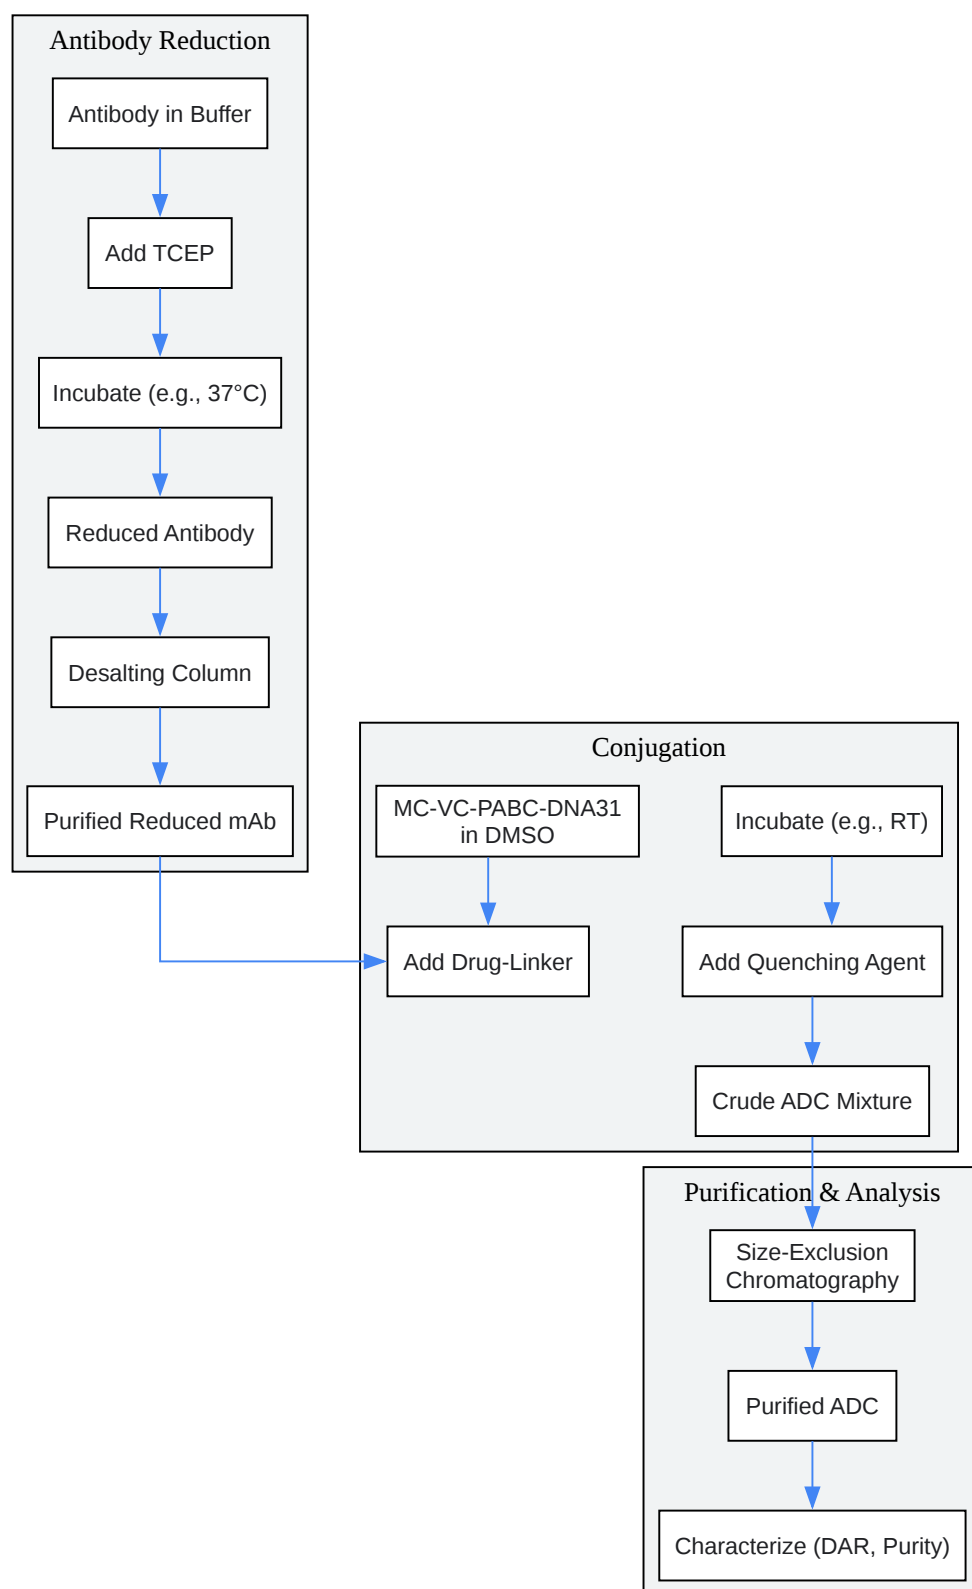 Antibody Reduction
Antibody in Buffer
Add TCEP
Incubate (e.g., 37°C)
Reduced Antibody
Desalting Column
Purified Reduced mAb
Conjugation
MC-VC-PABC-DNA31
in DMSO
Add Drug-Linker
Incubate (e.g., RT)
Add Quenching Agent
Crude ADC Mixture
Purification & Analysis
Size-Exclusion
Chromatography
Purified ADC
Characterize (DAR, Purity)